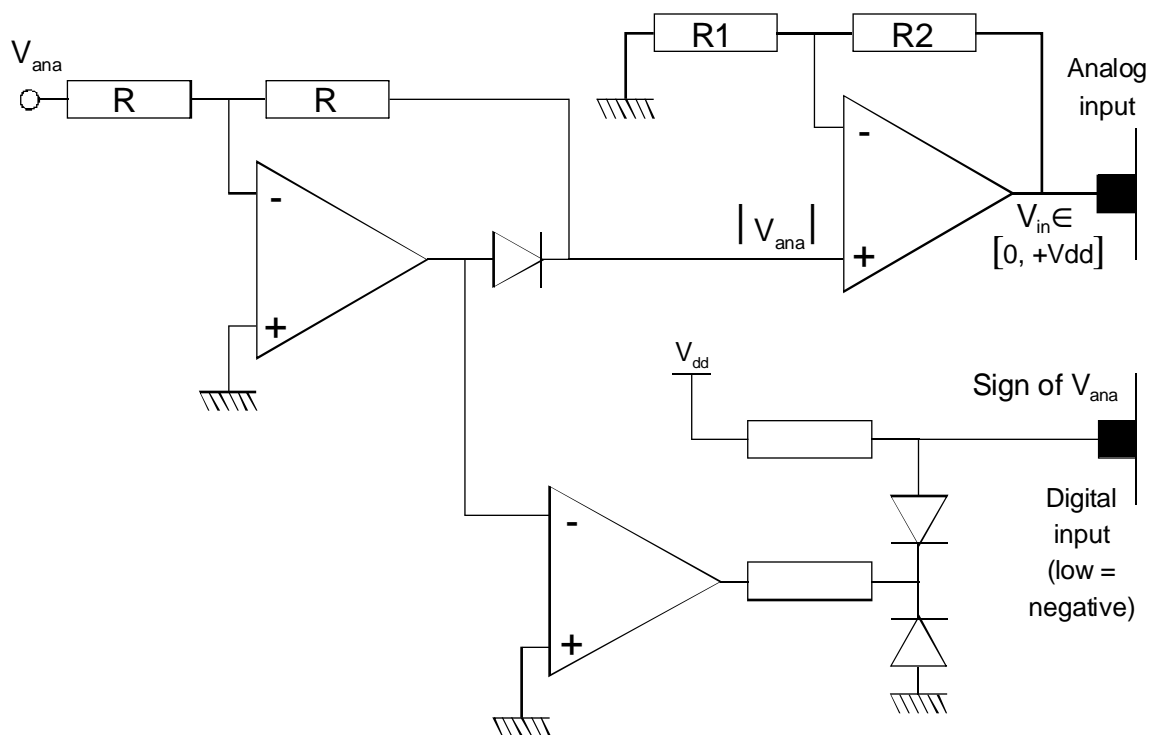 V_ana
R
R
-
+
R1
R2
-
+
| V_ana |
Analog
input
V_in ∈
[0, +Vdd]
V_dd
Sign of V_ana
-
+
Digital
input
(low =
negative)